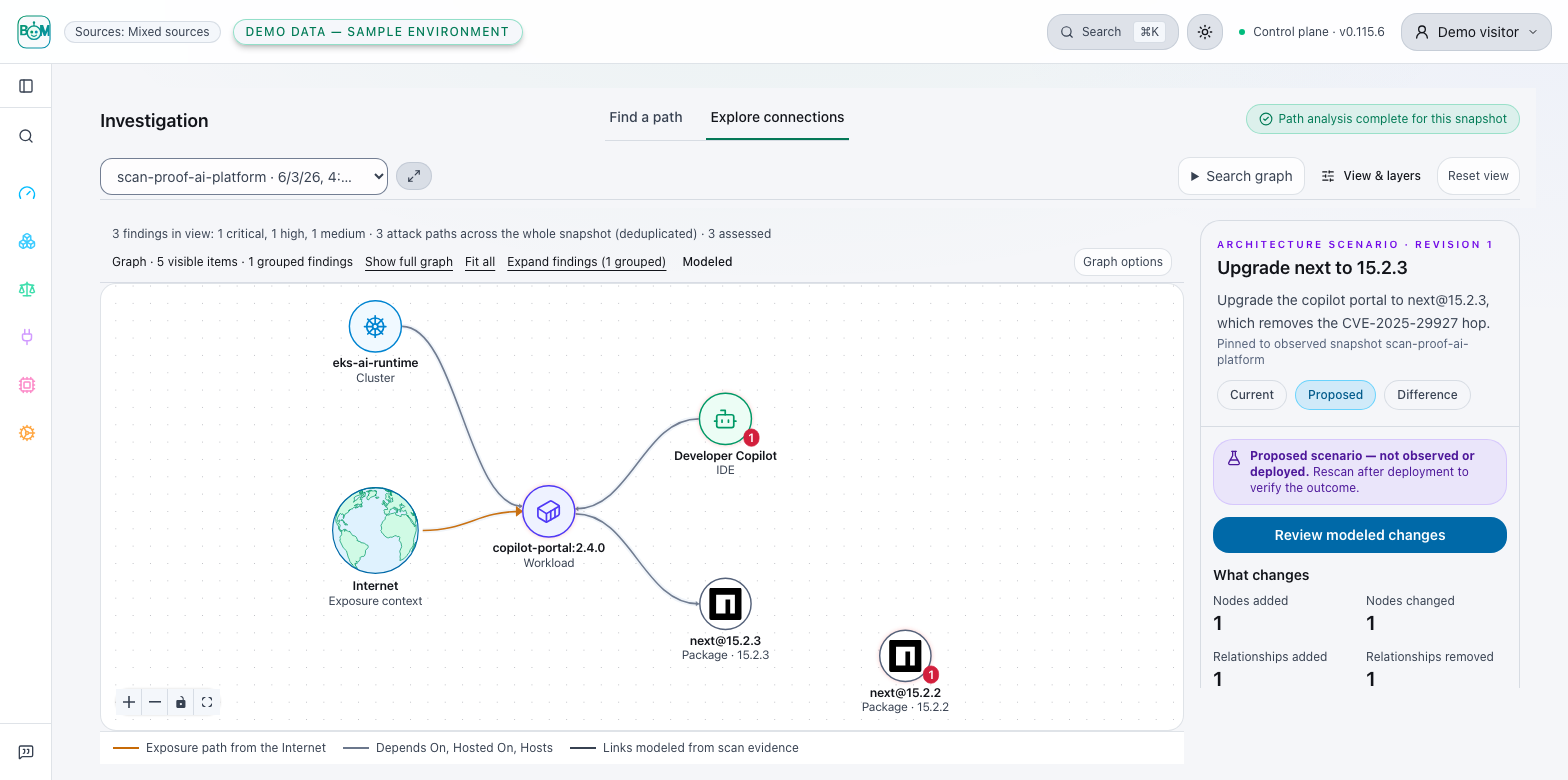 BOM
Sources: Mixed sources
DEMO DATA — SAMPLE ENVIRONMENT
Search ⌘K
Control plane · v0.115.6
Demo visitor
Investigation
Find a path
Explore connections
Path analysis complete for this snapshot
scan-proof-ai-platform · 6/3/26, 4:...
Search graph
View & layers
Reset view
3 findings in view: 1 critical, 1 high, 1 medium · 3 attack paths across the whole snapshot (deduplicated) · 3 assessed
Graph · 5 visible items · 1 grouped findings Show full graph Fit all Expand findings (1 grouped) Modeled
Graph options
eks-ai-runtime
Cluster
1
Developer Copilot
IDE
copilot-portal:2.4.0
Workload
Internet
Exposure context
next@15.2.3
Package · 15.2.3
1
next@15.2.2
Package · 15.2.2
Exposure path from the Internet
Depends On, Hosted On, Hosts
Links modeled from scan evidence
ARCHITECTURE SCENARIO · REVISION 1
Upgrade next to 15.2.3
Upgrade the copilot portal to next@15.2.3,
which removes the CVE-2025-29927 hop.
Pinned to observed snapshot scan-proof-ai-
platform
Current
Proposed
Difference
Proposed scenario — not observed or
deployed. Rescan after deployment to
verify the outcome.
Review modeled changes
What changes
Nodes added
1
Nodes changed
1
Relationships added
1
Relationships removed
1